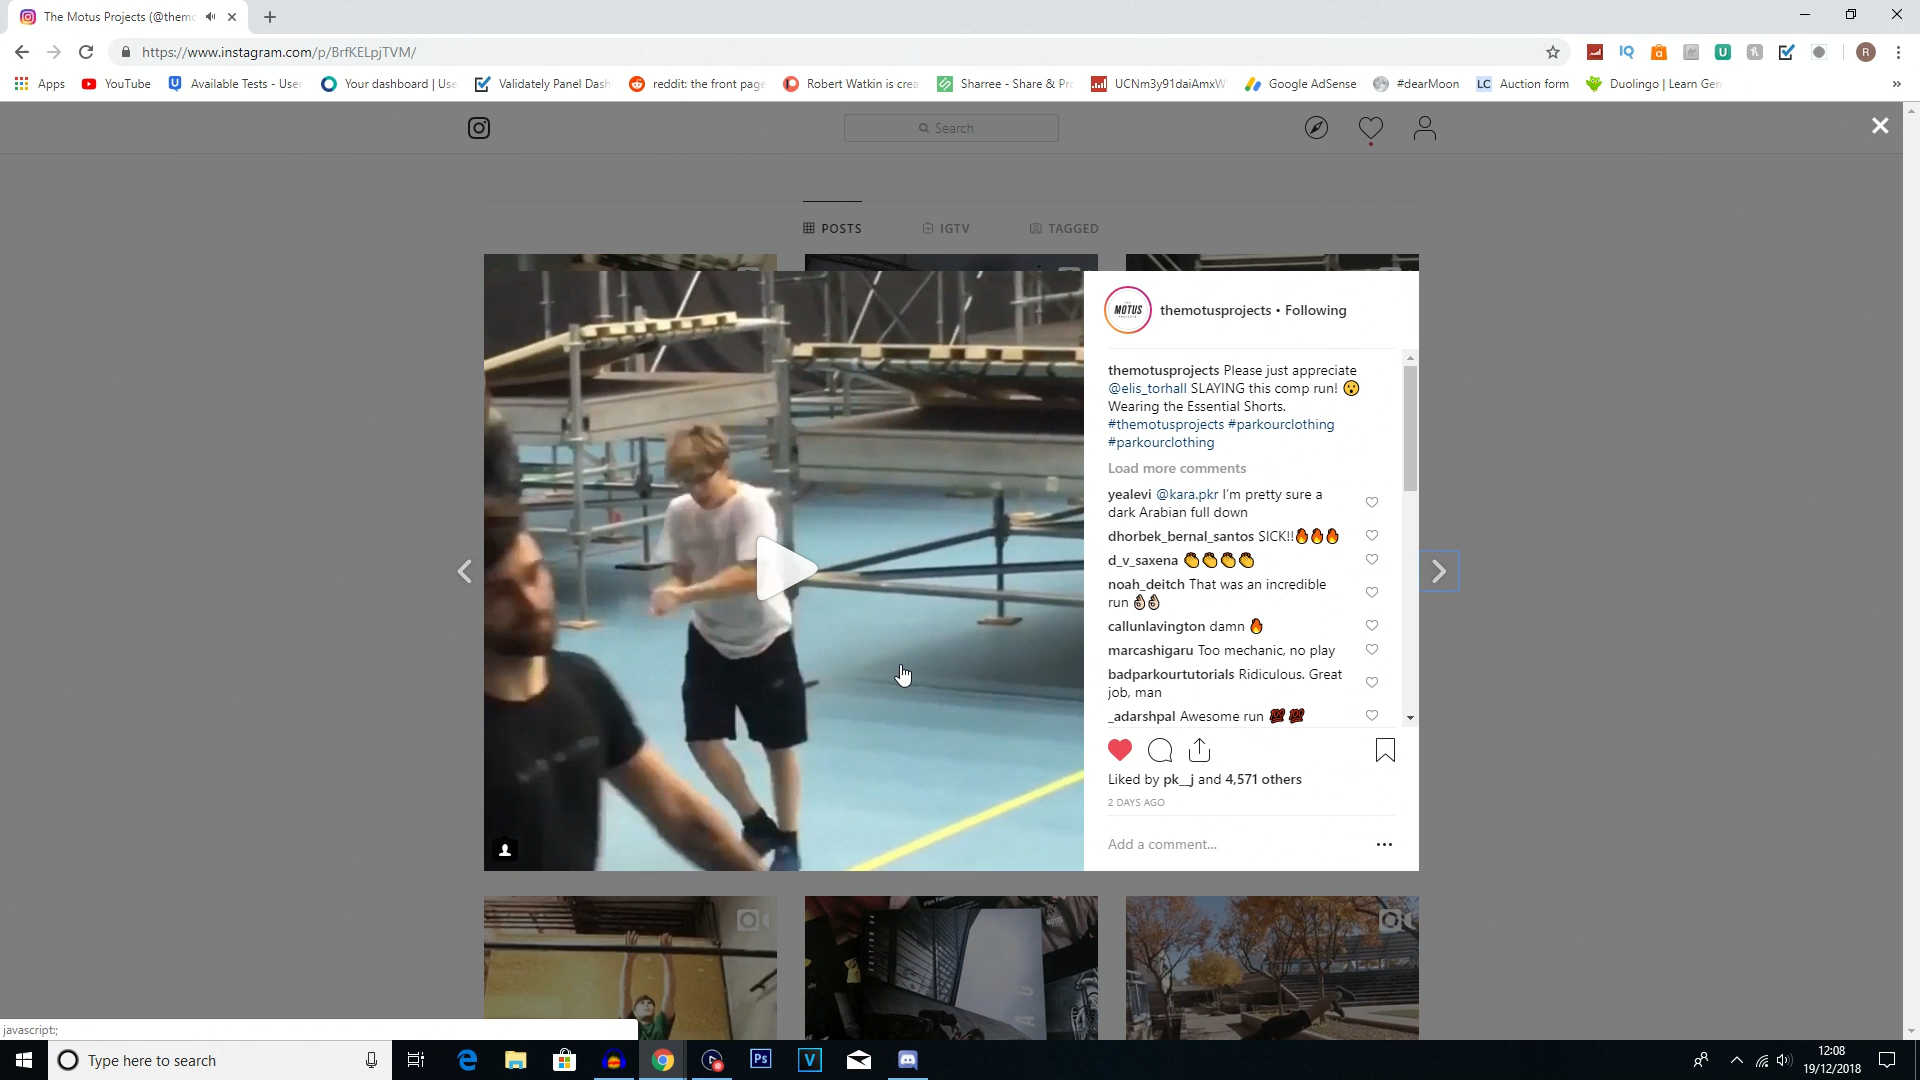 The Motus Projects (@themo
https://www.instagram.com/p/BrfKELpjTVM/
Apps
YouTube
Available Tests - User
Your dashboard | Use
Validately Panel Dash
reddit: the front page
Robert Watkin is crea
Sharree - Share & Pro
UCNm3y91daiAmxW
Google AdSense
#dearMoon
LC Auction form
Duolingo | Learn Ger
Search
POSTS
IGTV
TAGGED
MOTUS
themotusprojects • Following
themotusprojects Please just appreciate
@elis_torhall SLAYING this comp run! 😮
Wearing the Essential Shorts.
#themotusprojects #parkourclothing
#parkourclothing
Load more comments
yealevi @kara.pkr I'm pretty sure a
dark Arabian full down
dhorbek_bernal_santos SICK!!🔥🔥🔥
d_v_saxena 👏👏👏👏
noah_deitch That was an incredible
run 👌🏻👌🏻
callunlavington damn 🔥
marcashigaru Too mechanic, no play
badparkourtutorials Ridiculous. Great
job, man
_adarshpal Awesome run 💯 💯
Liked by pk__j and 4,571 others
2 DAYS AGO
Add a comment...
javascript:;
Type here to search
Ps
V
12:08
19/12/2018